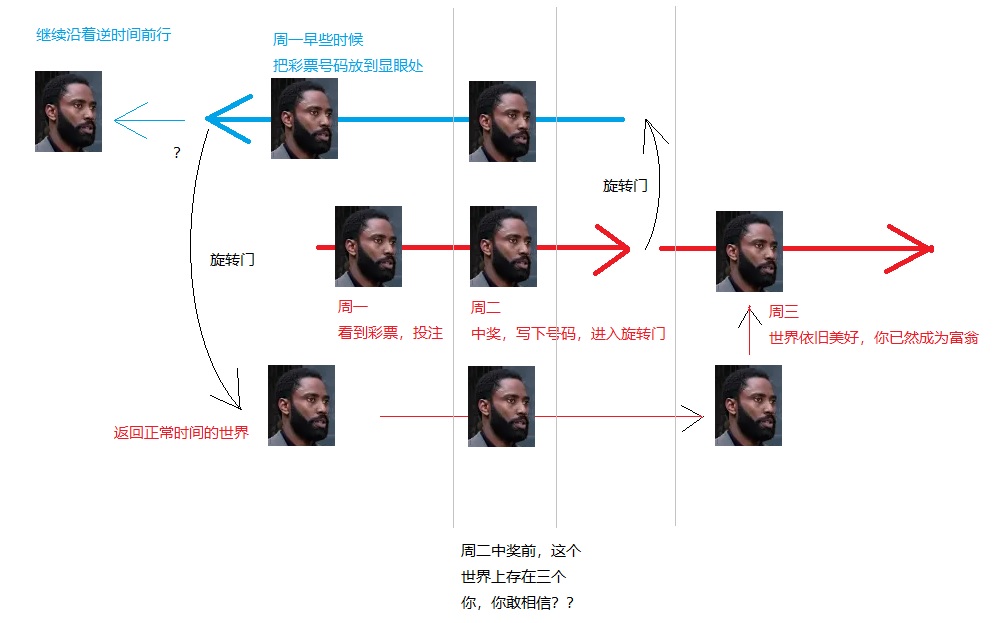 继续沿着逆时间前行
周一早些时候
把彩票号码放到显眼处
?
旋转门
旋转门
周一
看到彩票，投注
周二
中奖，写下号码，进入旋转门
周三
世界依旧美好，你已然成为富翁
返回正常时间的世界
周二中奖前，这个
世界上存在三个
你，你敢相信？？